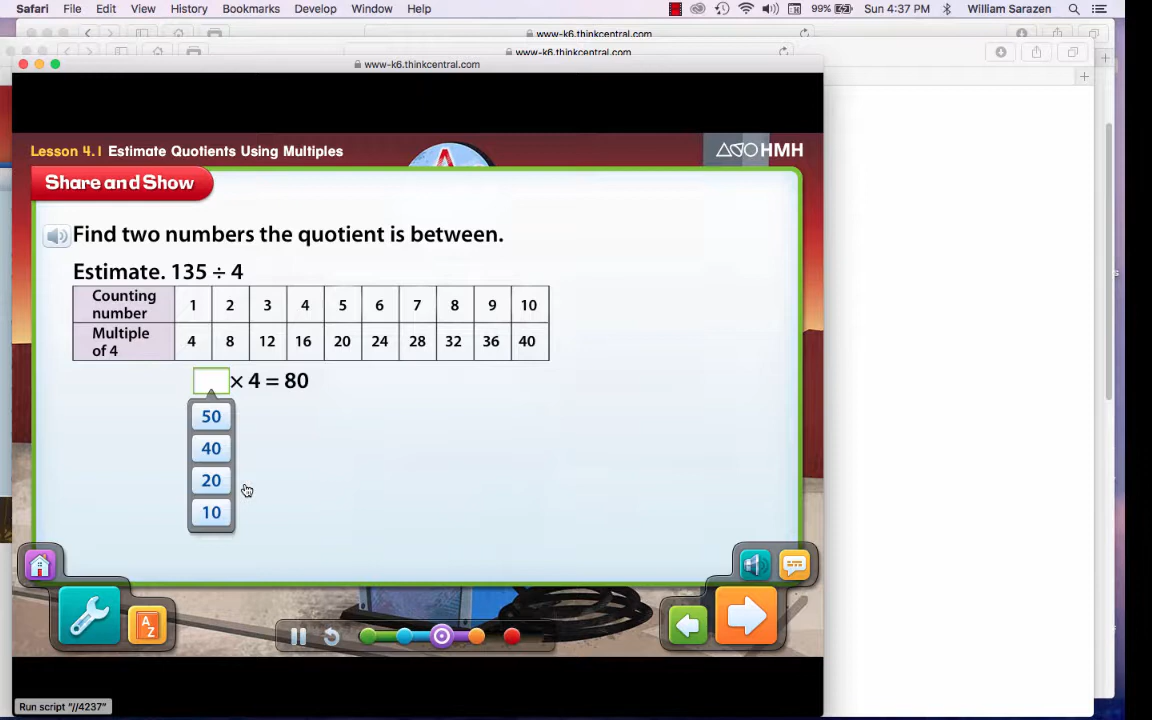 Safari File Edit View History Bookmarks Develop Window Help 99% Sun 4:37 PM William Sarazen
www-k6.thinkcentral.com
www-k6.thinkcentral.com
www-k6.thinkcentral.com
Lesson 4.1 Estimate Quotients Using Multiples
HMH
Share and Show
Find two numbers the quotient is between.
Estimate. 135 ÷ 4
Counting number 1 2 3 4 5 6 7 8 9 10
Multiple of 4 4 8 12 16 20 24 28 32 36 40
× 4 = 80
50
40
20
10
A
Z
Run script "//4237"